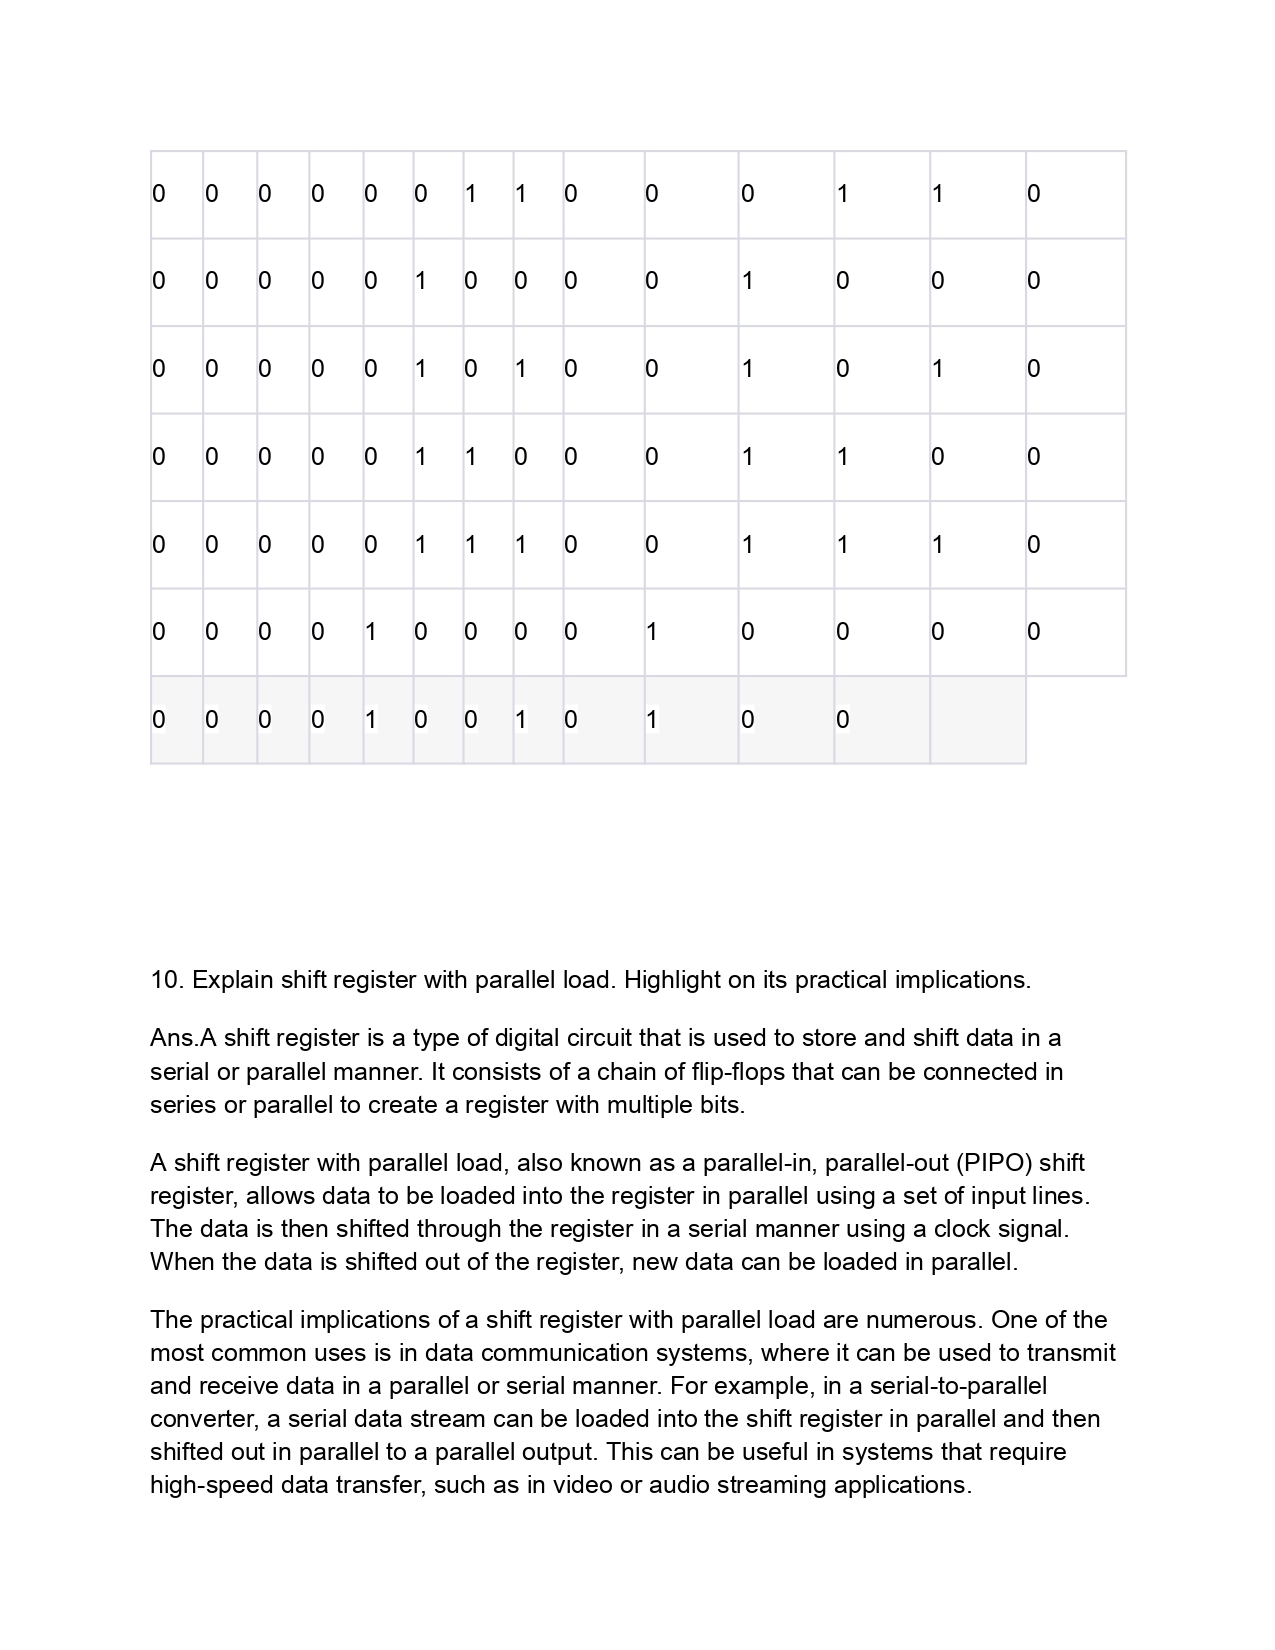 0 0 0 0 0 0 1 1 0 0 0 1 1 0
0 0 0 0 0 1 0 0 0 0 1 0 0 0
0 0 0 0 0 1 0 1 0 0 1 0 1 0
0 0 0 0 0 1 1 0 0 0 1 1 0 0
0 0 0 0 0 1 1 1 0 0 1 1 1 0
0 0 0 0 1 0 0 0 0 1 0 0 0 0
0 0 0 0 1 0 0 1 0 1 0 0
10. Explain shift register with parallel load. Highlight on its practical implications.
Ans.A shift register is a type of digital circuit that is used to store and shift data in a
serial or parallel manner. It consists of a chain of flip-flops that can be connected in
series or parallel to create a register with multiple bits.
A shift register with parallel load, also known as a parallel-in, parallel-out (PIPO) shift
register, allows data to be loaded into the register in parallel using a set of input lines.
The data is then shifted through the register in a serial manner using a clock signal.
When the data is shifted out of the register, new data can be loaded in parallel.
The practical implications of a shift register with parallel load are numerous. One of the
most common uses is in data communication systems, where it can be used to transmit
and receive data in a parallel or serial manner. For example, in a serial-to-parallel
converter, a serial data stream can be loaded into the shift register in parallel and then
shifted out in parallel to a parallel output. This can be useful in systems that require
high-speed data transfer, such as in video or audio streaming applications.